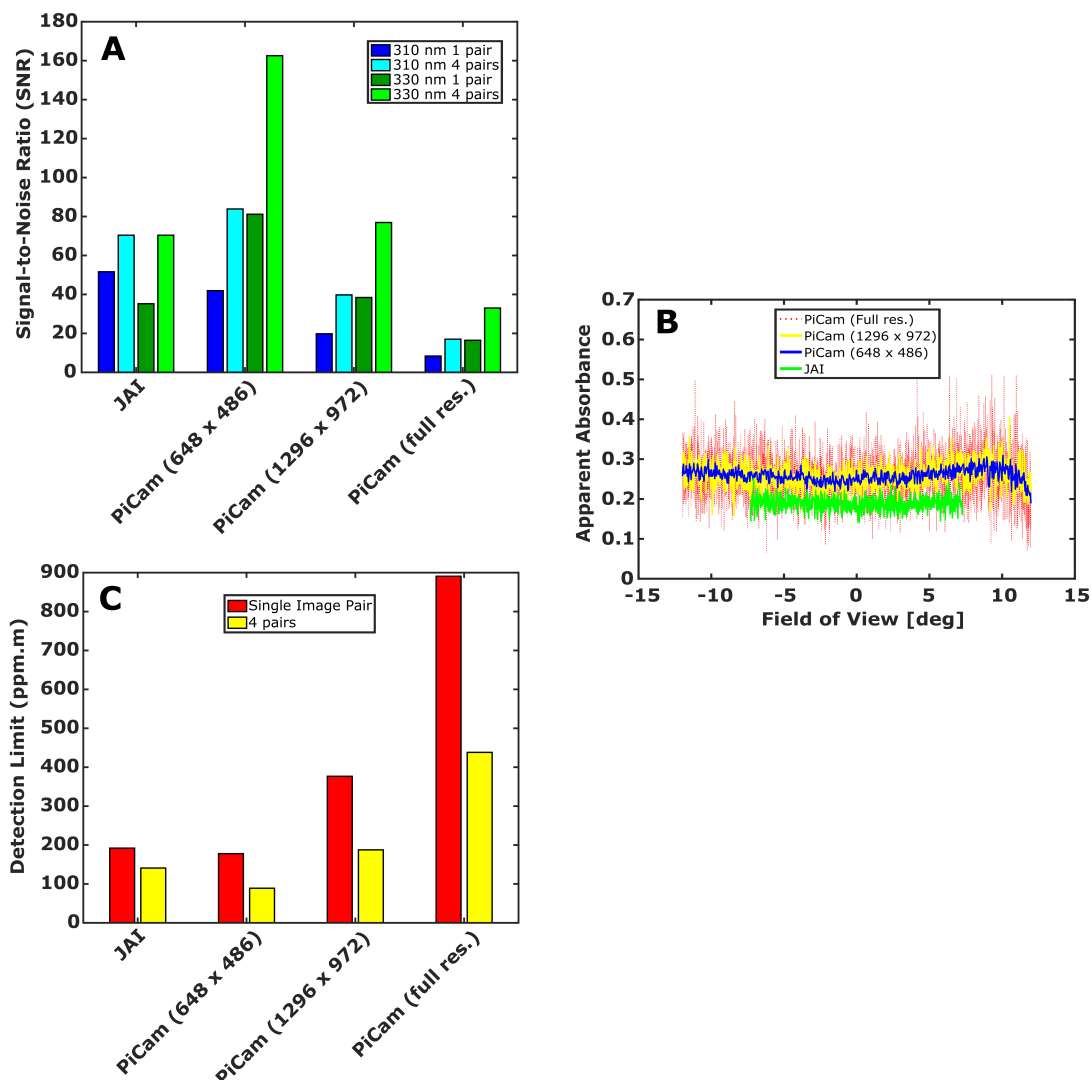 A
Signal-to-Noise Ratio (SNR)
180
160
140
120
100
80
60
40
20
0
310 nm 1 pair
310 nm 4 pairs
330 nm 1 pair
330 nm 4 pairs
JAI
PiCam (648 x 486)
PiCam (1296 x 972)
PiCam (full res.)
B
Apparent Absorbance
0.7
0.6
0.5
0.4
0.3
0.2
0.1
0
PiCam (Full res.)
PiCam (1296 x 972)
PiCam (648 x 486)
JAI
-15 -10 -5 0 5 10 15
Field of View [deg]
C
Detection Limit (ppm.m)
900
800
700
600
500
400
300
200
100
0
Single Image Pair
4 pairs
JAI
PiCam (648 x 486)
PiCam (1296 x 972)
PiCam (full res.)